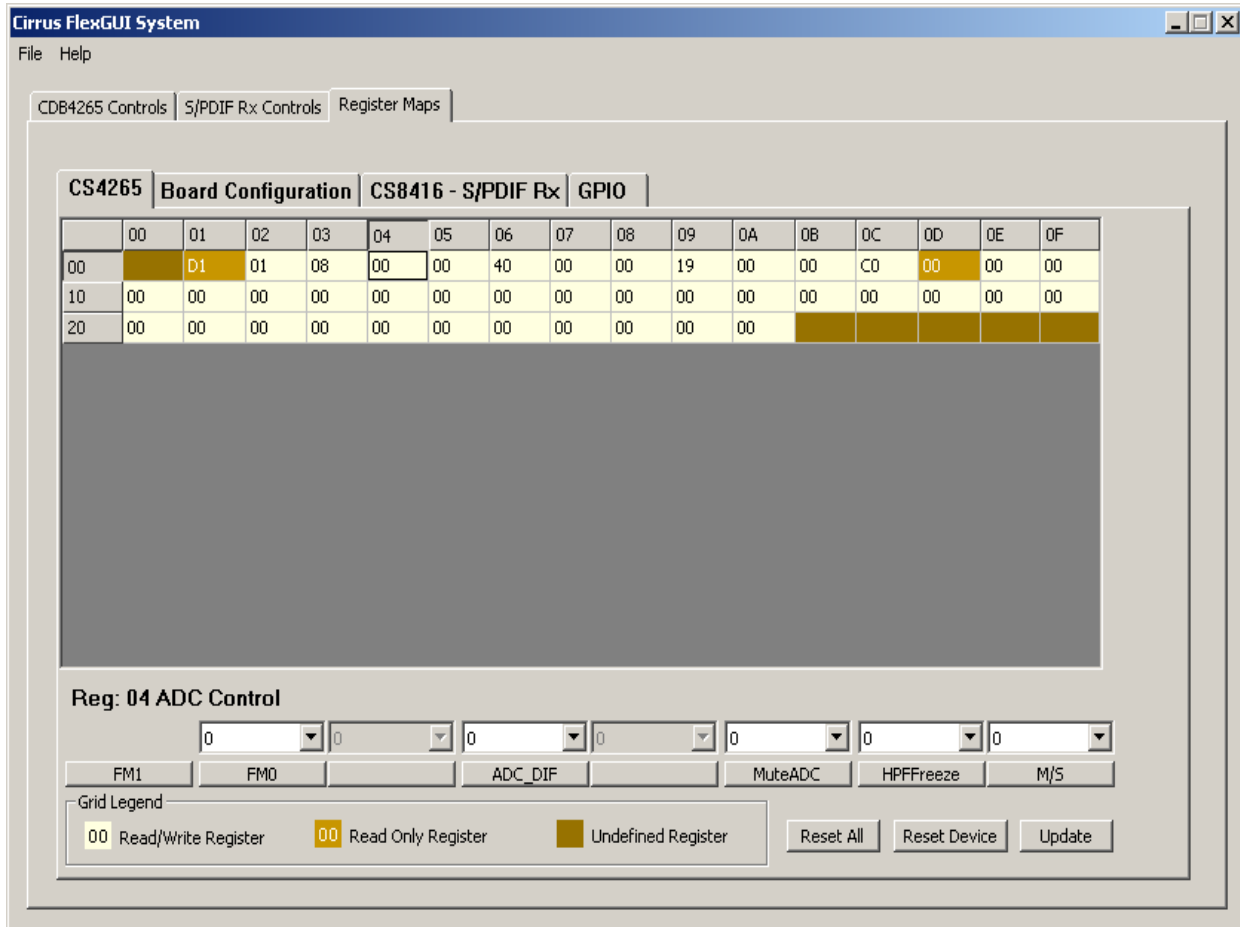 Cirrus FlexGUI System
File Help
CDB4265 Controls S/PDIF Rx Controls Register Maps
CS4265 Board Configuration CS8416 - S/PDIF Rx GPIO
00 01 02 03 04 05 06 07 08 09 0A 0B 0C 0D 0E 0F
00 D1 01 08 00 00 40 00 00 19 00 00 C0 00 00 00
10 00 00 00 00 00 00 00 00 00 00 00 00 00 00 00 00
20 00 00 00 00 00 00 00 00 00 00 00
Reg: 04 ADC Control
0 0 0 0 0 0 0
FM1 FM0 ADC_DIF MuteADC HPFFreeze M/S
Grid Legend
00 Read/Write Register 00 Read Only Register Undefined Register Reset All Reset Device Update